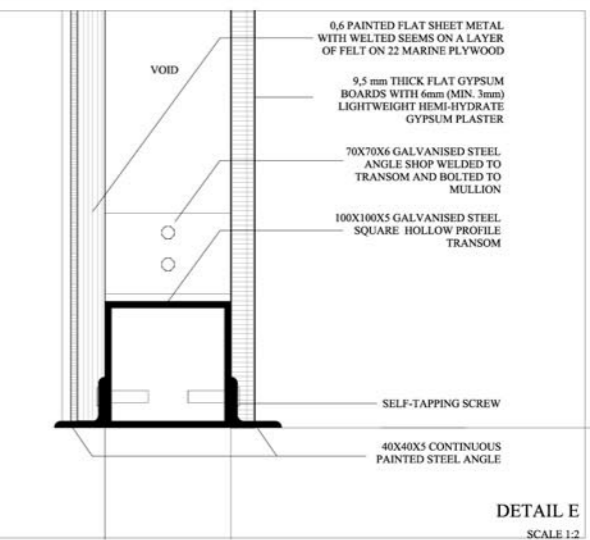 0,6 PAINTED FLAT SHEET METAL
WITH WELTED SEEMS ON A LAYER
OF FELT ON 22 MARINE PLYWOOD
VOID
9,5 mm THICK FLAT GYPSUM
BOARDS WITH 6mm (MIN. 3mm)
LIGHTWEIGHT HEMI-HYDRATE
GYPSUM PLASTER
70X70X6 GALVANISED STEEL
ANGLE SHOP WELDED TO
TRANSOM AND BOLTED TO
MULLION
100X100X5 GALVANISED STEEL
SQUARE HOLLOW PROFILE
TRANSOM
SELF-TAPPING SCREW
40X40X5 CONTINUOUS
PAINTED STEEL ANGLE
DETAIL E
SCALE 1:2